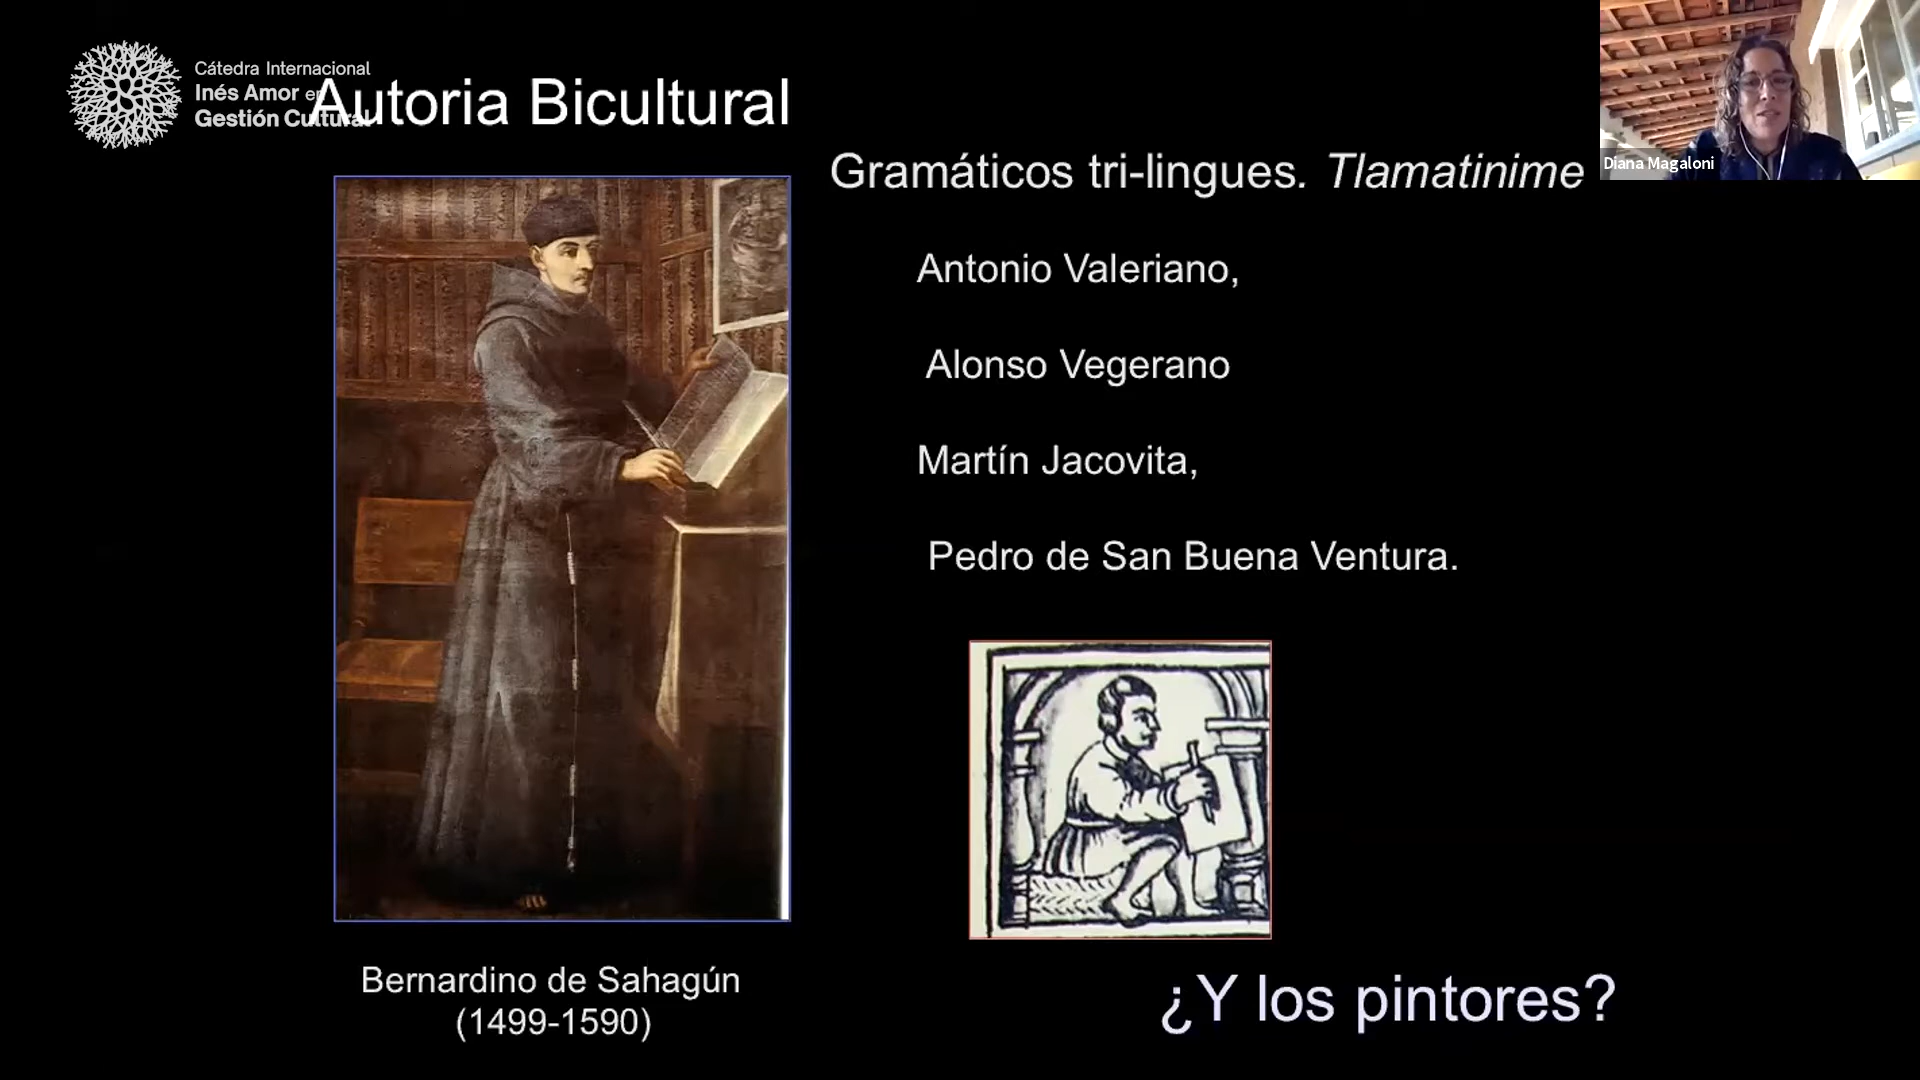 Cátedra Internacional
Inés Amor en
Gestión Cultural
Autoria Bicultural
Diana Magaloni
Gramáticos tri-lingues. Tlamatinime
Antonio Valeriano,
Alonso Vegerano
Martín Jacovita,
Pedro de San Buena Ventura.
Bernardino de Sahagún
(1499-1590)
¿Y los pintores?